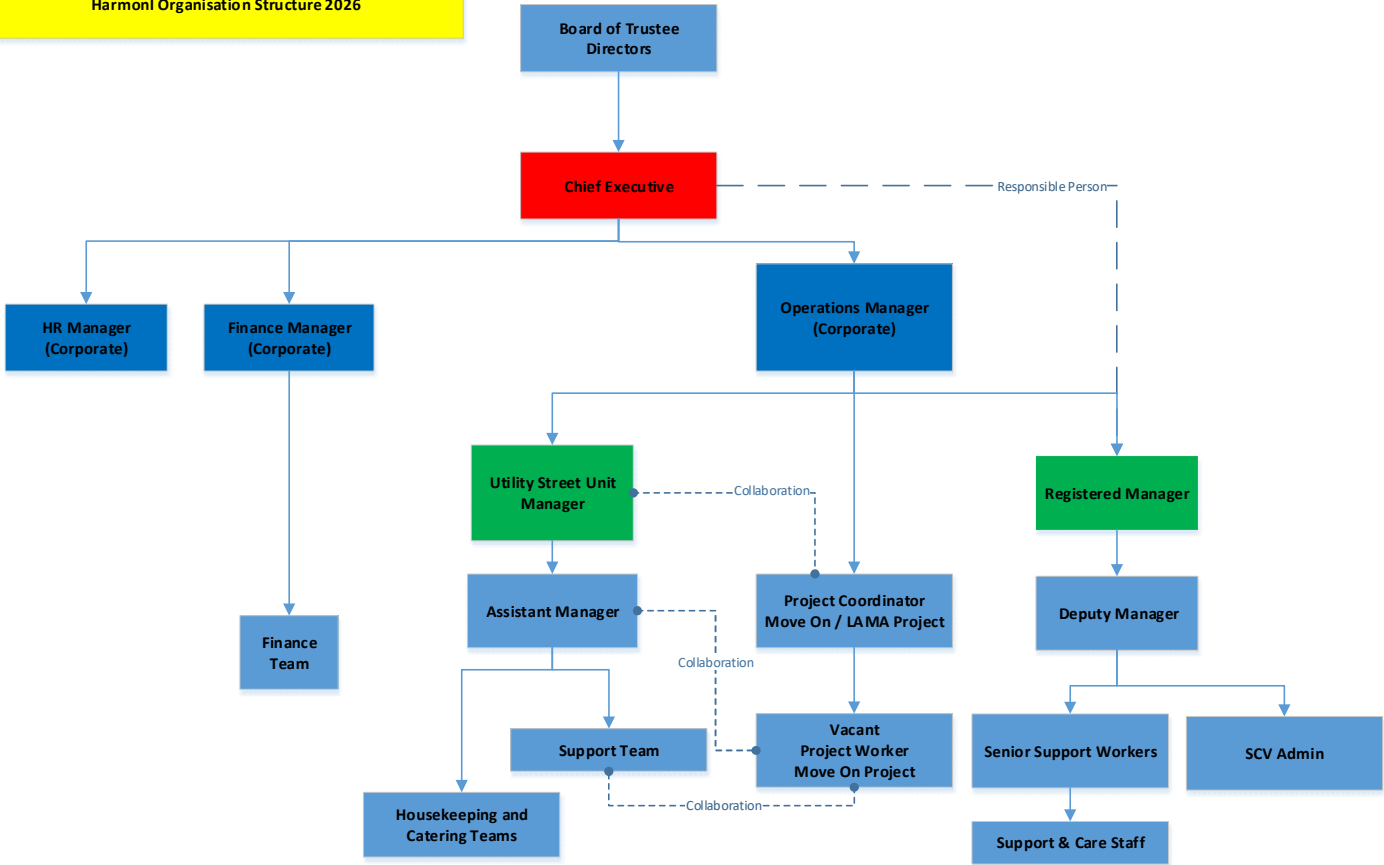 HarmonI Organisation Structure 2026
Board of Trustee
Directors
Chief Executive
Responsible Person
HR Manager
(Corporate)
Finance Manager
(Corporate)
Operations Manager
(Corporate)
Utility Street Unit
Manager
Collaboration
Registered Manager
Assistant Manager
Project Coordinator
Move On / LAMA Project
Deputy Manager
Finance
Team
Collaboration
Support Team
Vacant
Project Worker
Move On Project
Senior Support Workers
SCV Admin
Collaboration
Housekeeping and
Catering Teams
Support & Care Staff